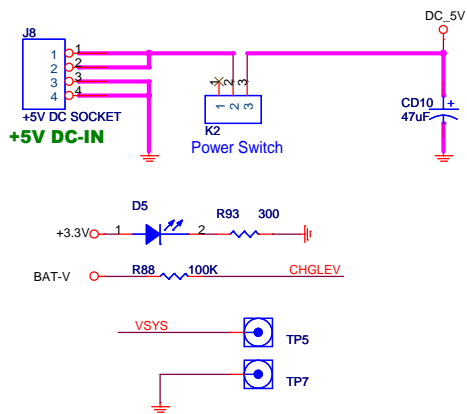 DC_5V
J8
1
2
3
4
1
2
3
4
+5V DC SOCKET
+5V DC-IN
1
2
3
1 2 3
K2
Power Switch
CD10
+
47uF
D5
+3.3V
1
2
R93
300
BAT-V
R88
100K
CHGLEV
VSYS
TP5
TP7